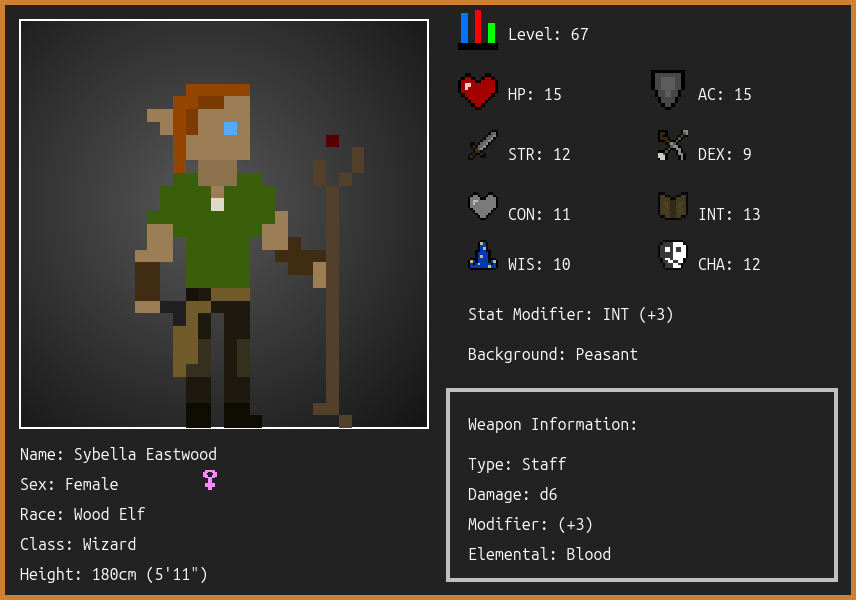 Level: 67
HP: 15
AC: 15
STR: 12
DEX: 9
CON: 11
INT: 13
WIS: 10
CHA: 12
Stat Modifier: INT (+3)
Background: Peasant
Weapon Information:
Type: Staff
Damage: d6
Modifier: (+3)
Elemental: Blood
Name: Sybella Eastwood
Sex: Female
Race: Wood Elf
Class: Wizard
Height: 180cm (5'11")